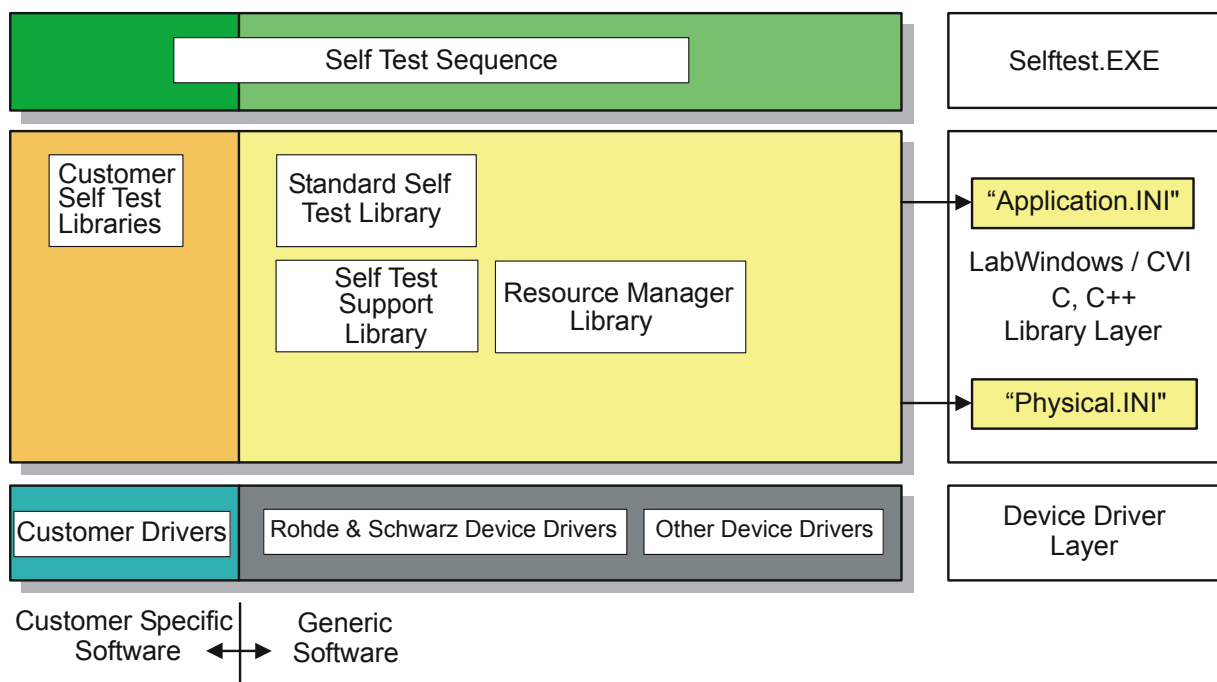 Self Test Sequence
Selftest.EXE
Customer
Self Test
Libraries
Standard Self
Test Library
Self Test
Support
Library
Resource Manager
Library
“Application.INI"
LabWindows / CVI
C, C++
Library Layer
“Physical.INI"
Customer Drivers
Rohde & Schwarz Device Drivers
Other Device Drivers
Device Driver
Layer
Customer Specific
Software
Generic
Software